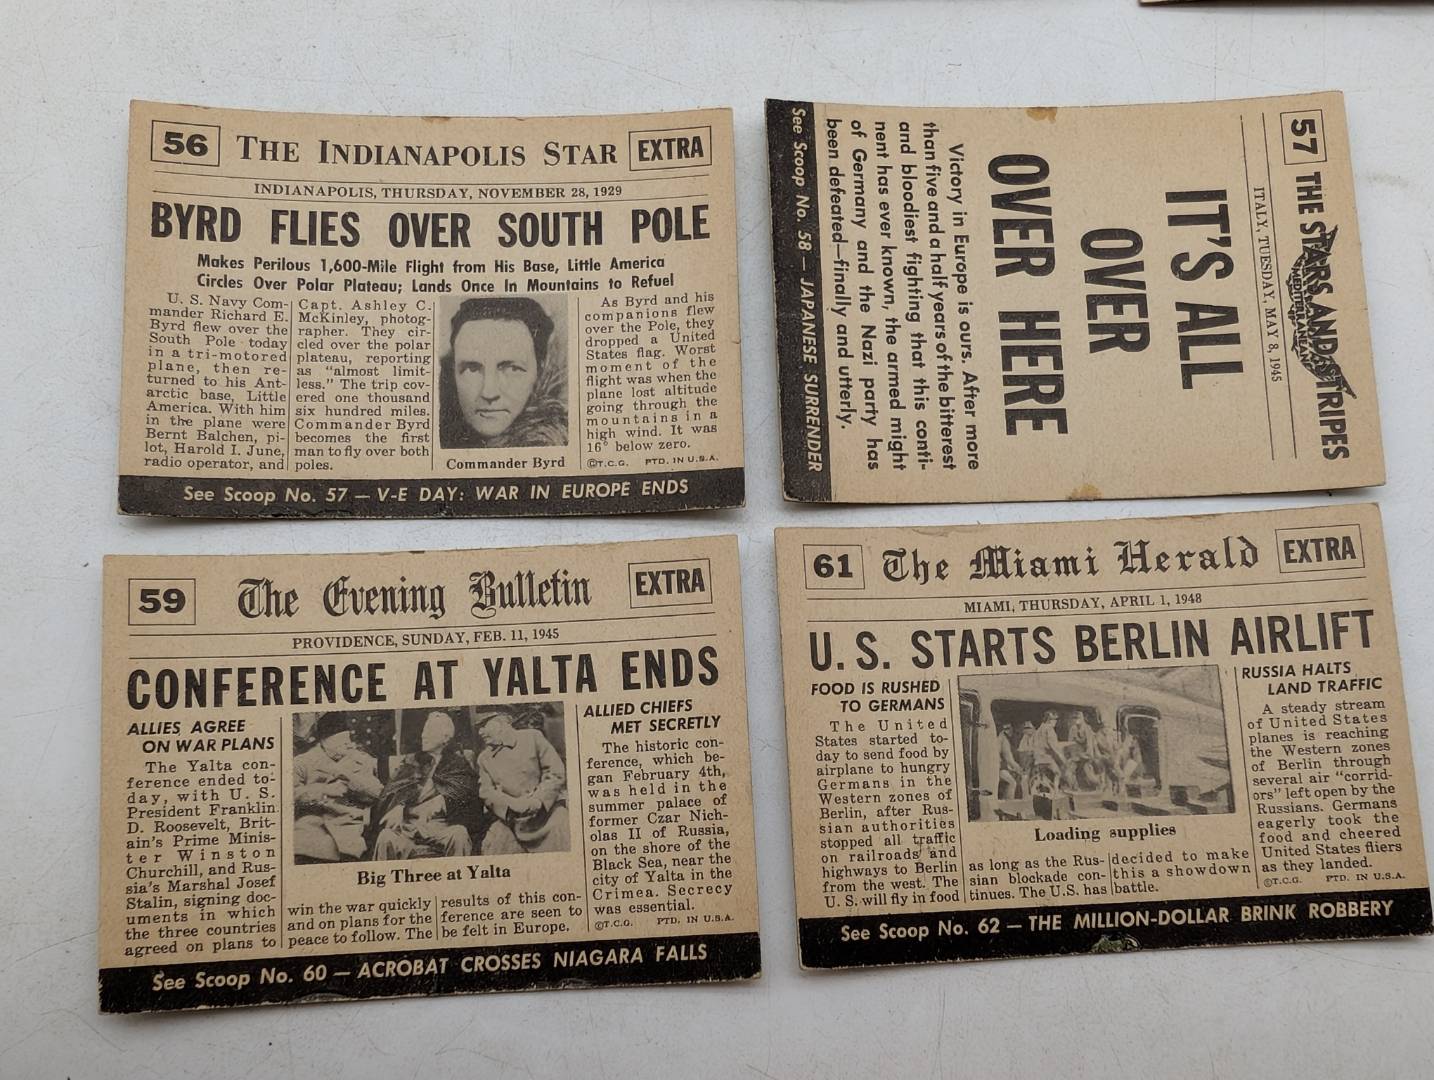 56
THE INDIANAPOLIS STAR
EXTRA
INDIANAPOLIS, THURSDAY, NOVEMBER 28, 1929
BYRD FLIES OVER SOUTH POLE
Makes Perilous 1,600-Mile Flight from His Base, Little America
Circles Over Polar Plateau; Lands Once In Mountains to Refuel
U. S. Navy Com-
mander Richard E.
Byrd flew over the
South Pole today
in a tri-motored
plane, then re-
turned to his Ant-
arctic base, Little
America. With him
in the plane were
Bernt Balchen, pi-
lot, Harold I. June,
radio operator, and
Capt. Ashley C.
McKinley, photog-
rapher. They cir-
cled over the polar
plateau, reporting
as "almost limit-
less." The trip cov-
ered one thousand
six hundred miles.
Commander Byrd
becomes the first
man to fly over both
poles.
Commander Byrd
As Byrd and his
companions flew
over the Pole, they
dropped a United
States flag. Worst
moment of the
flight was when the
plane lost altitude
going through the
mountains in a
high wind. It was
16° below zero.
©T.C.G. PTD. IN U.S.A.
See Scoop No. 57 — V-E DAY: WAR IN EUROPE ENDS
57
THE STARS AND STRIPES
MEDITERRANEAN
ITALY, TUESDAY, MAY 8, 1945
IT'S ALL
OVER
OVER HERE
Victory in Europe is ours. After more
than five and a half years of the bitterest
and bloodiest fighting that this conti-
nent has ever known, the armed might
of Germany and the Nazi party has
been defeated—finally and utterly.
See Scoop No. 58 — JAPANESE SURRENDER
59
The Evening Bulletin
EXTRA
PROVIDENCE, SUNDAY, FEB. 11, 1945
CONFERENCE AT YALTA ENDS
ALLIES AGREE
ON WAR PLANS
The Yalta con-
ference ended to-
day, with U. S.
President Franklin
D. Roosevelt, Brit-
ain's Prime Minis-
ter Winston
Churchill, and Rus-
sia's Marshal Josef
Stalin, signing doc-
uments in which
the three countries
agreed on plans to
Big Three at Yalta
win the war quickly
and on plans for the
peace to follow. The
results of this con-
ference are seen to
be felt in Europe.
ALLIED CHIEFS
MET SECRETLY
The historic con-
ference, which be-
gan February 4th,
was held in the
summer palace of
former Czar Nich-
olas II of Russia,
on the shore of the
Black Sea, near the
city of Yalta in the
Crimea. Secrecy
was essential.
©T.C.G. PTD. IN U.S.A.
See Scoop No. 60 — ACROBAT CROSSES NIAGARA FALLS
61
The Miami Herald
EXTRA
MIAMI, THURSDAY, APRIL 1, 1948
U.S. STARTS BERLIN AIRLIFT
FOOD IS RUSHED
TO GERMANS
The United
States started to-
day to send food by
airplane to hungry
Germans in the
Western zones of
Berlin, after Rus-
sian authorities
stopped all traffic
on railroads and
highways to Berlin
from the west. The
U. S. will fly in food
Loading supplies
as long as the Rus-
sian blockade con-
tinues. The U.S. has
decided to make
this a showdown
battle.
RUSSIA HALTS
LAND TRAFFIC
A steady stream
of United States
planes is reaching
the Western zones
of Berlin through
several air "corrid-
ors" left open by the
Russians. Germans
eagerly took the
food and cheered
United States fliers
as they landed.
©T.C.G. PTD. IN U.S.A.
See Scoop No. 62 — THE MILLION-DOLLAR BRINK ROBBERY